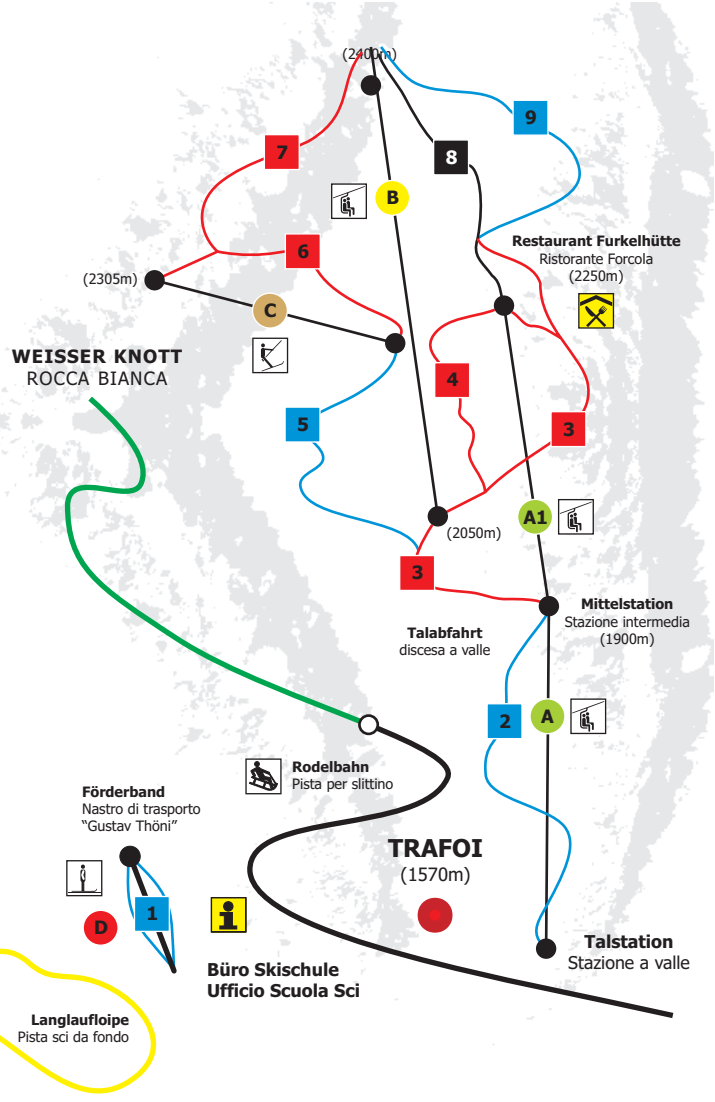 (2400m)
9
7
8
B
6
Restaurant Furkelhütte
Ristorante Forcola
(2250m)
(2305m)
C
WEISSER KNOTT
ROCCA BIANCA
4
5
3
A1
(2050m)
3
Mittelstation
Stazione intermedia
(1900m)
Talabfahrt
discesa a valle
2
A
Rodelbahn
Pista per slittino
Förderband
Nastro di trasporto
"Gustav Thöni"
TRAFOI
(1570m)
1
D
Talstation
Stazione a valle
Büro Skischule
Ufficio Scuola Sci
Langlaufloipe
Pista sci da fondo